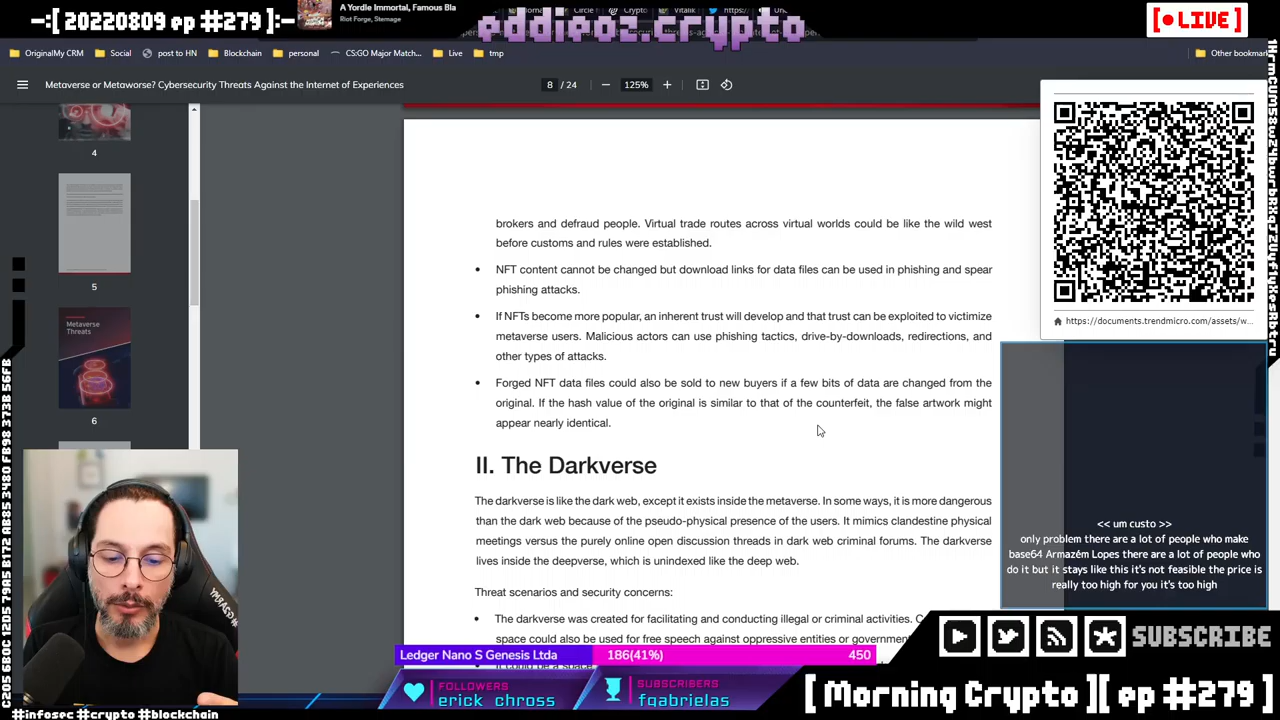 -:[ 20220809 ep #279 ]:-
A Yordie Immortal, Famous Bla
Riot Forge, Stemage
eddieoz.crypto
[ ● LIVE ]
OriginalMy CRM
Social
post to HN
Blockchain
personal
CS:GO Major Match...
Live
tmp
Other bookmar
Metaverse or Metaworse? Cybersecurity Threats Against the Internet of Experiences
8 / 24
125%
4
5
Metaverse
Threats
6
brokers and defraud people. Virtual trade routes across virtual worlds could be like the wild west
before customs and rules were established.
• NFT content cannot be changed but download links for data files can be used in phishing and spear
phishing attacks.
• If NFTs become more popular, an inherent trust will develop and that trust can be exploited to victimize
metaverse users. Malicious actors can use phishing tactics, drive-by-downloads, redirections, and
other types of attacks.
• Forged NFT data files could also be sold to new buyers if a few bits of data are changed from the
original. If the hash value of the original is similar to that of the counterfeit, the false artwork might
appear nearly identical.
II. The Darkverse
The darkverse is like the dark web, except it exists inside the metaverse. In some ways, it is more dangerous
than the dark web because of the pseudo-physical presence of the users. It mimics clandestine physical
meetings versus the purely online open discussion threads in dark web criminal forums. The darkverse
lives inside the deepverse, which is unindexed like the deep web.
Threat scenarios and security concerns:
• The darkverse was created for facilitating and conducting illegal or criminal activities.
space could also be used for free speech against oppressive entities or
https://documents.trendmicro.com/assets/w...
<< um custo >>
only problem there are a lot of people who make
base64 Armazém Lopes there are a lot of people who
do it but it stays like this it's not feasible the price is
really too high for you it's too high
Ledger Nano S Genesis Ltda
186(41%)
450
FOLLOWERS
erick_chross
SUBSCRIBERS
fgabrielas
SUBSCRIBE
[ Morning Crypto ][ ep #279 ]
#infosec #crypto #blockchain